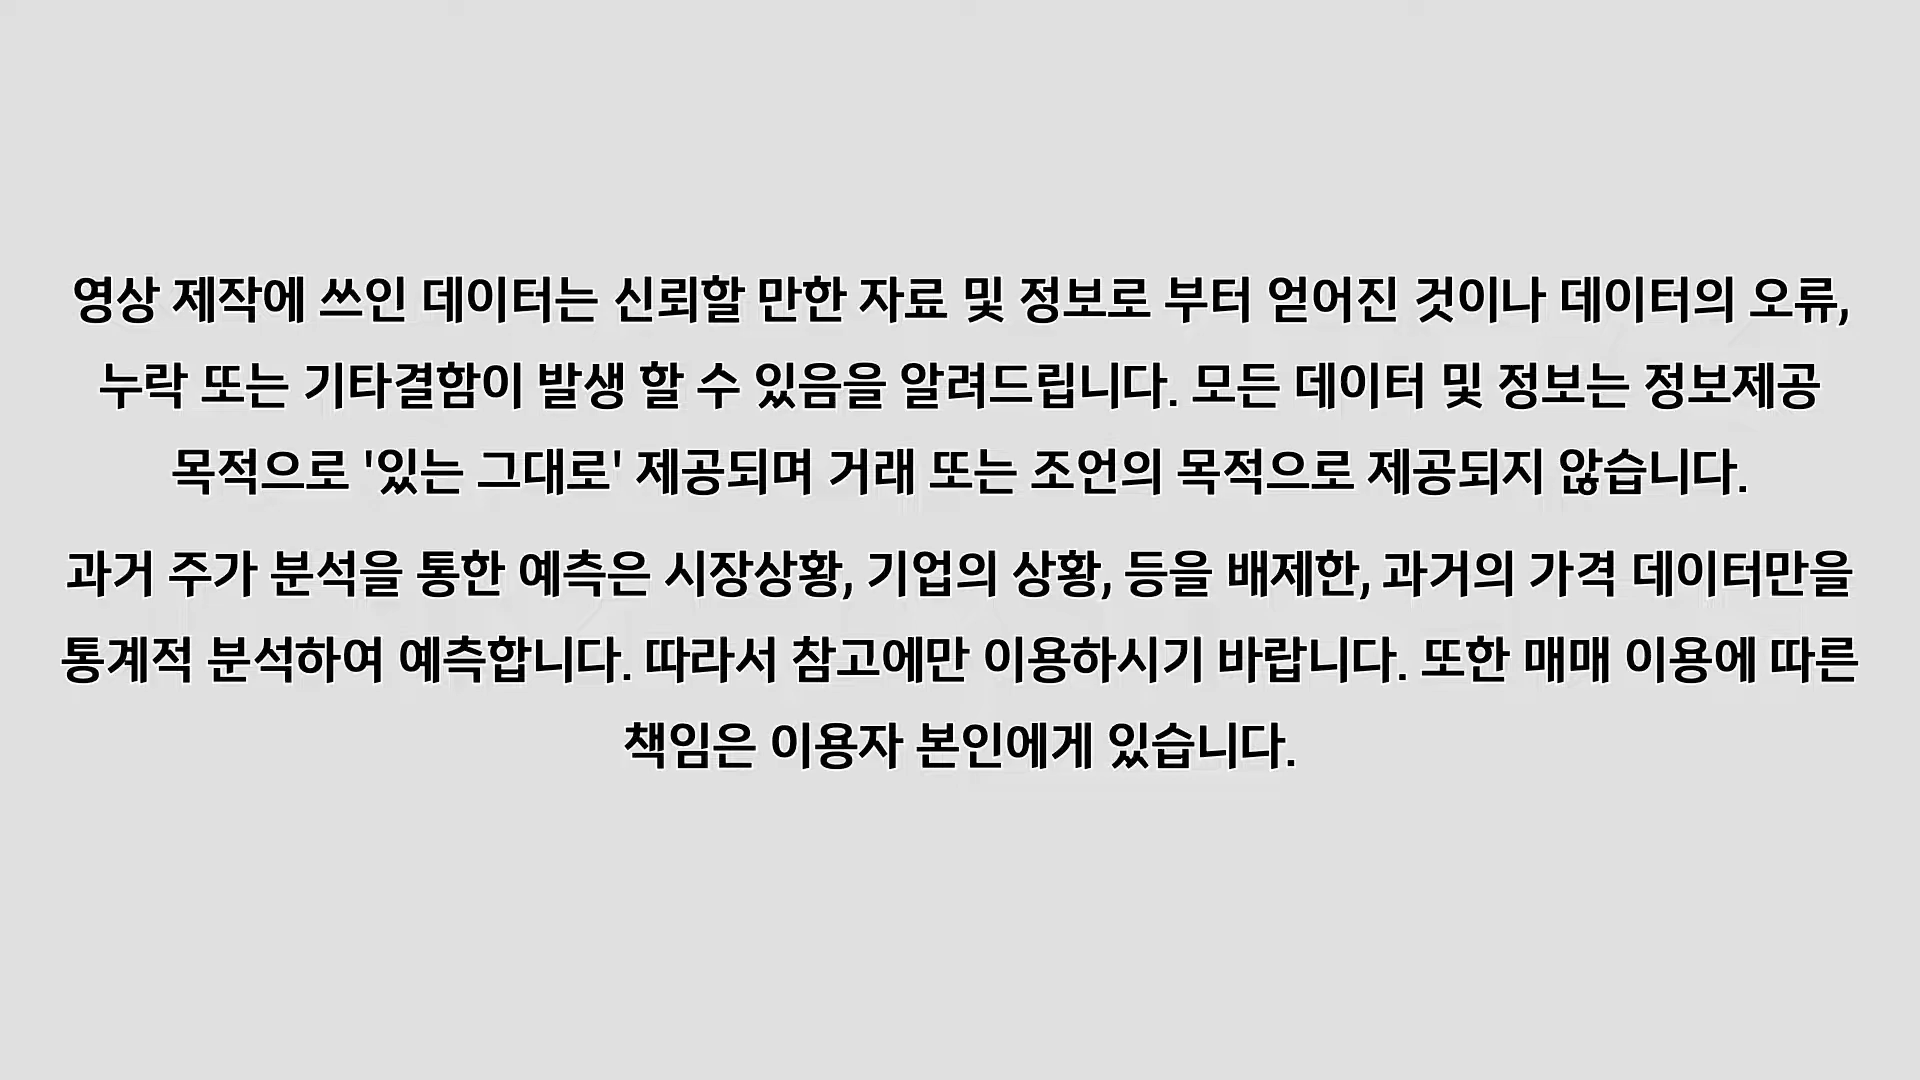 영상 제작에 쓰인 데이터는 신뢰할 만한 자료 및 정보로 부터 얻어진 것이나 데이터의 오류,
누락 또는 기타결함이 발생 할 수 있음을 알려드립니다. 모든 데이터 및 정보는 정보제공
목적으로 '있는 그대로' 제공되며 거래 또는 조언의 목적으로 제공되지 않습니다.
과거 주가 분석을 통한 예측은 시장상황, 기업의 상황, 등을 배제한, 과거의 가격 데이터만을
통계적 분석하여 예측합니다. 따라서 참고에만 이용하시기 바랍니다. 또한 매매 이용에 따른
책임은 이용자 본인에게 있습니다.